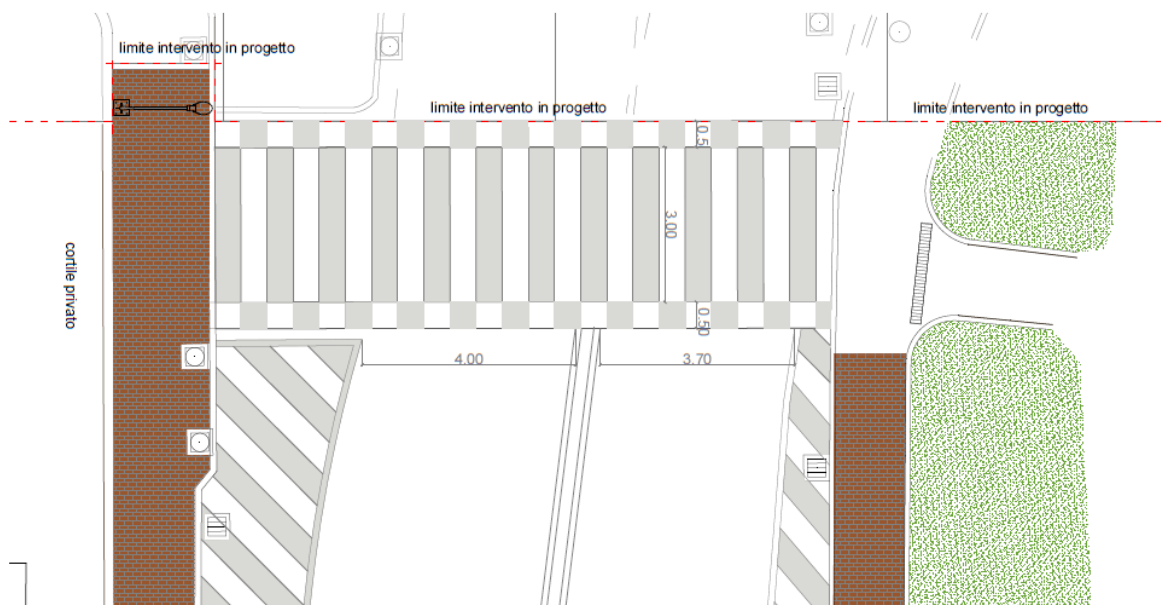 limite intervento in progetto
limite intervento in progetto
limite intervento in progetto
0.5
3.00
cortile privato
0.50
4.00
3.70